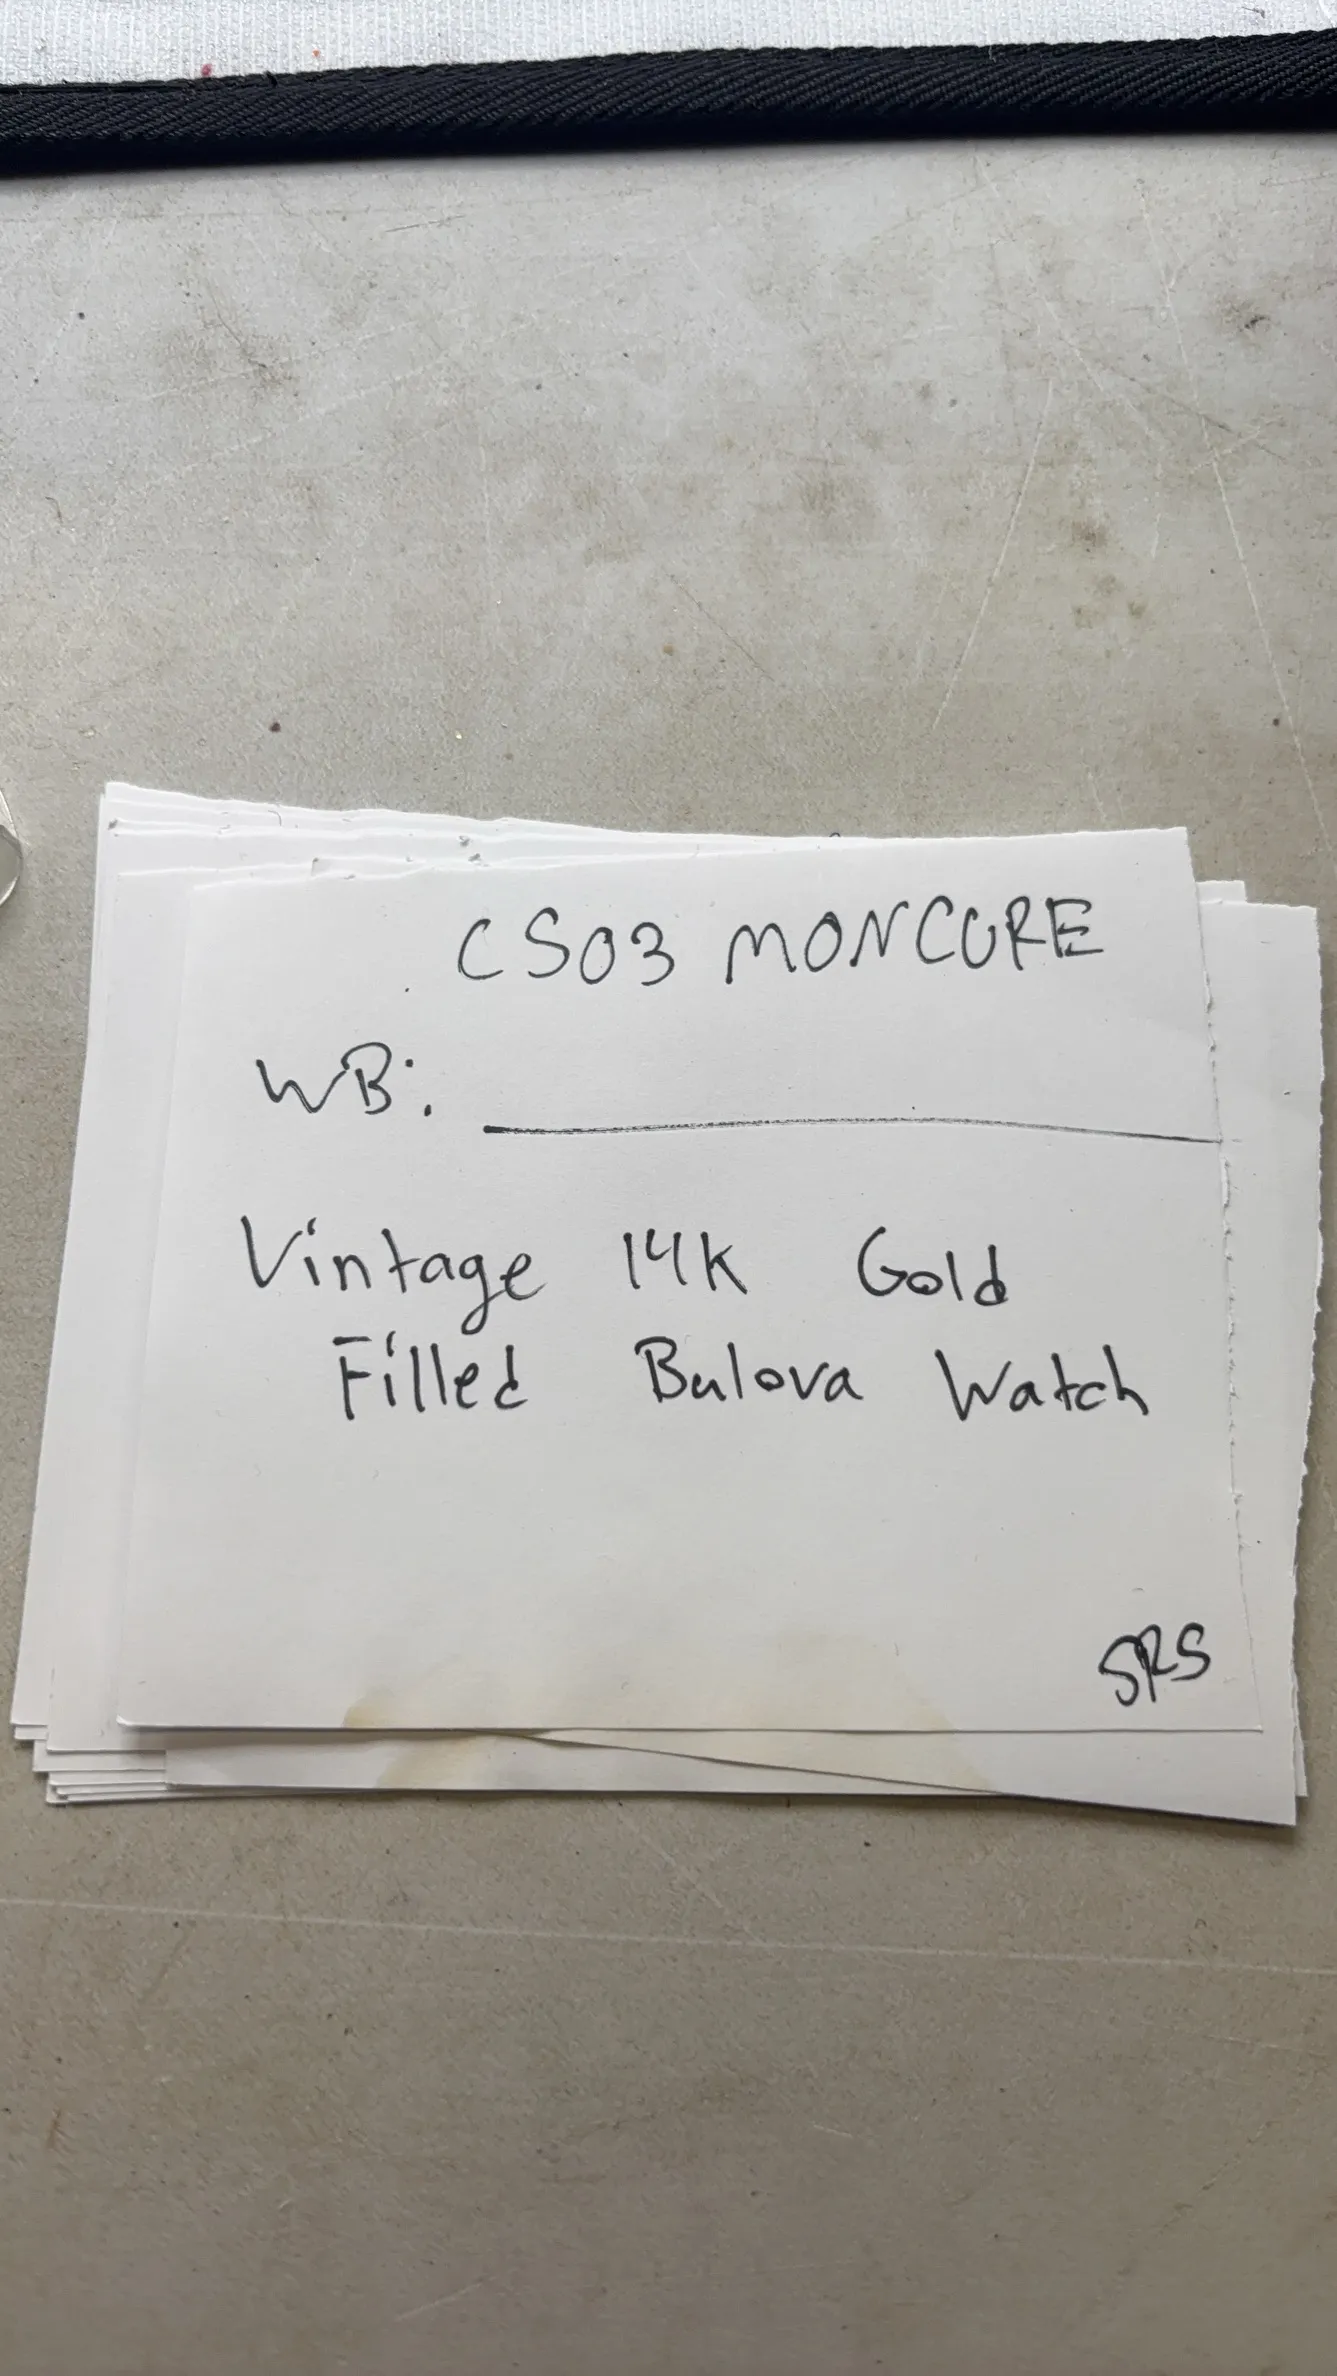 CS03 MONCURE
WB:
Vintage 14K Gold
Filled Bulova Watch
SRS